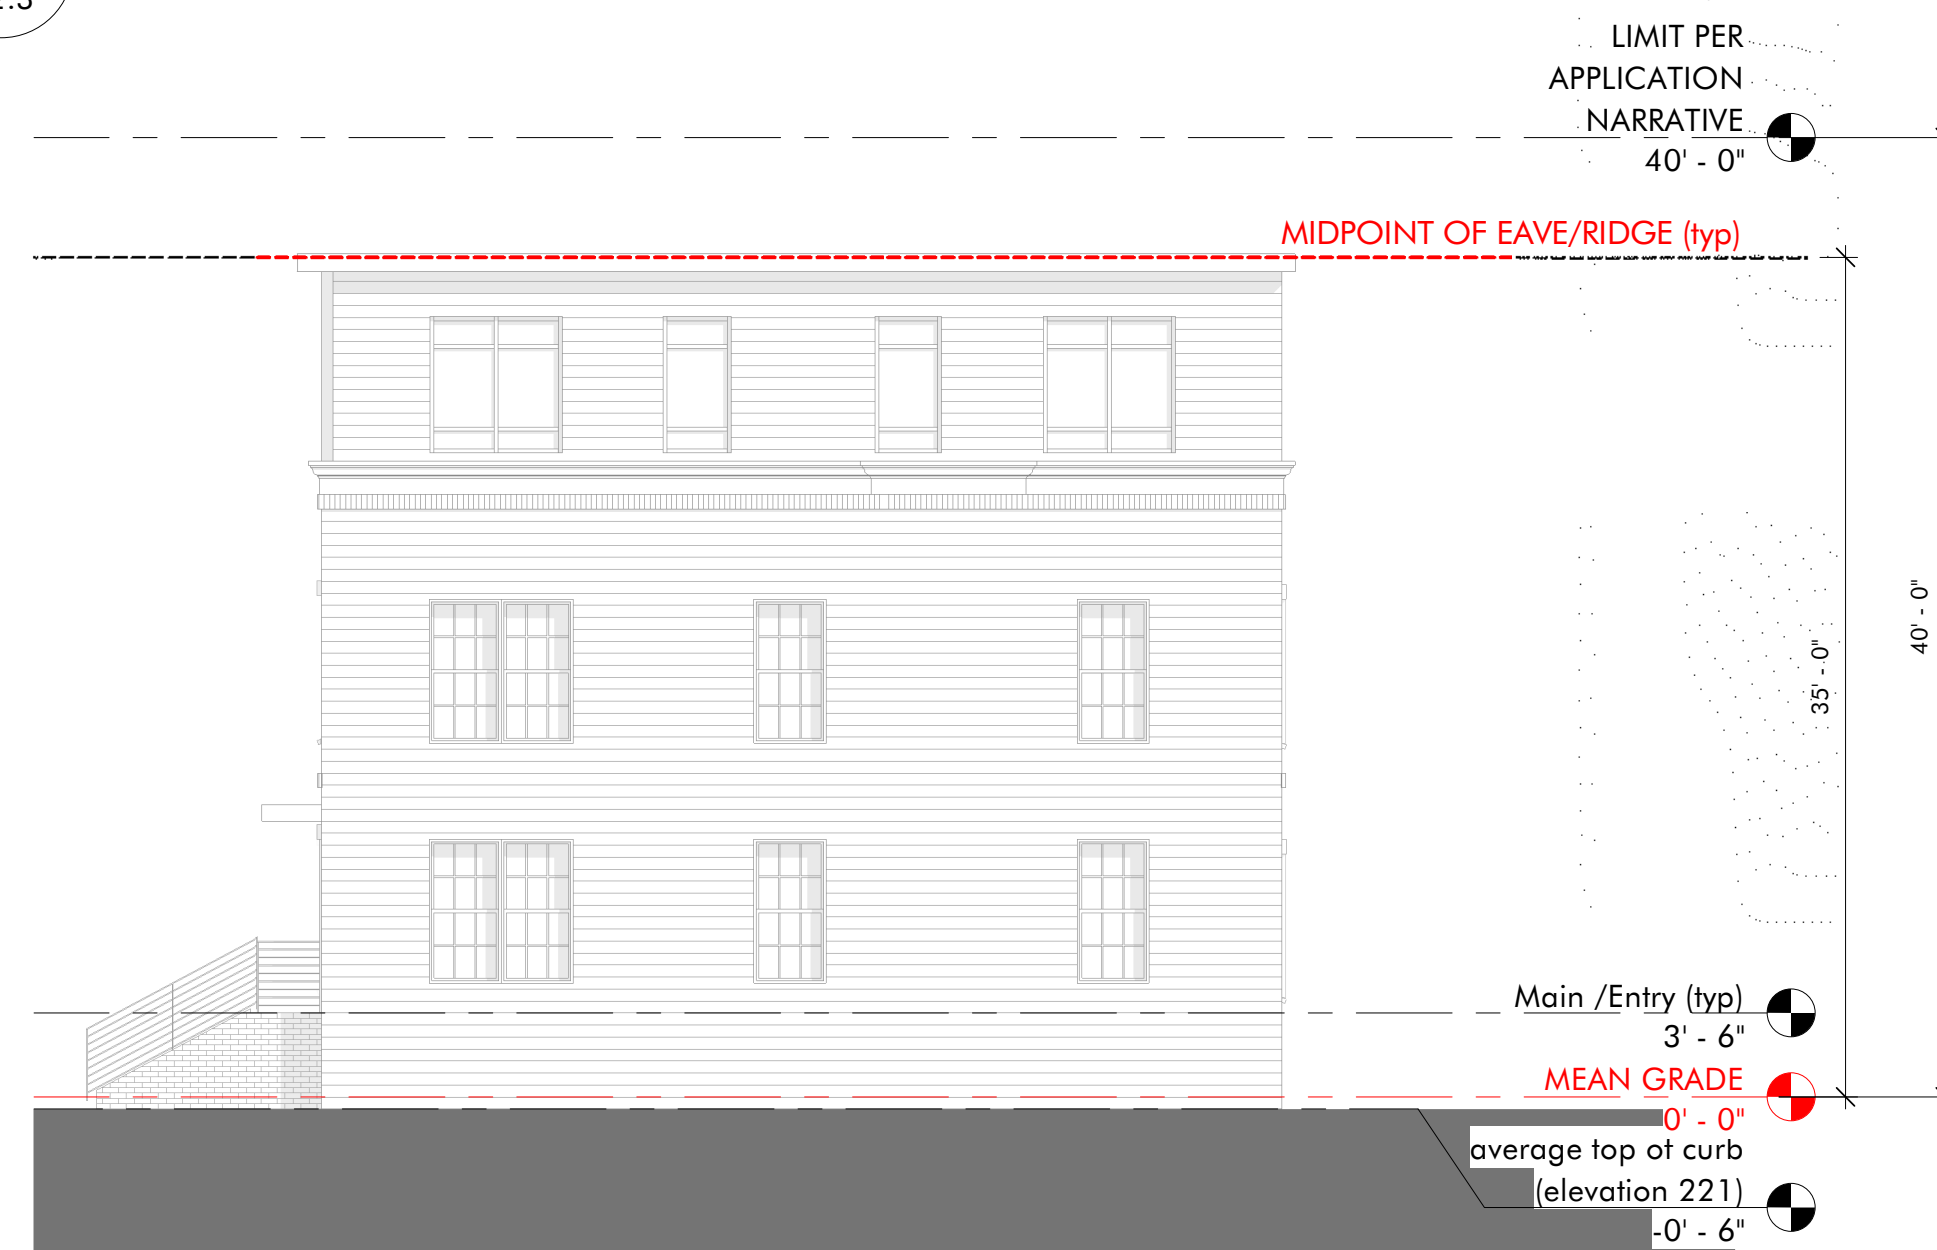 LIMIT PER
APPLICATION
NARRATIVE
40' - 0"
MIDPOINT OF EAVE/RIDGE (typ)
35' - 0"
40' - 0"
Main /Entry (typ)
3' - 6"
MEAN GRADE
0' - 0"
average top of curb
(elevation 221)
-0' - 6"